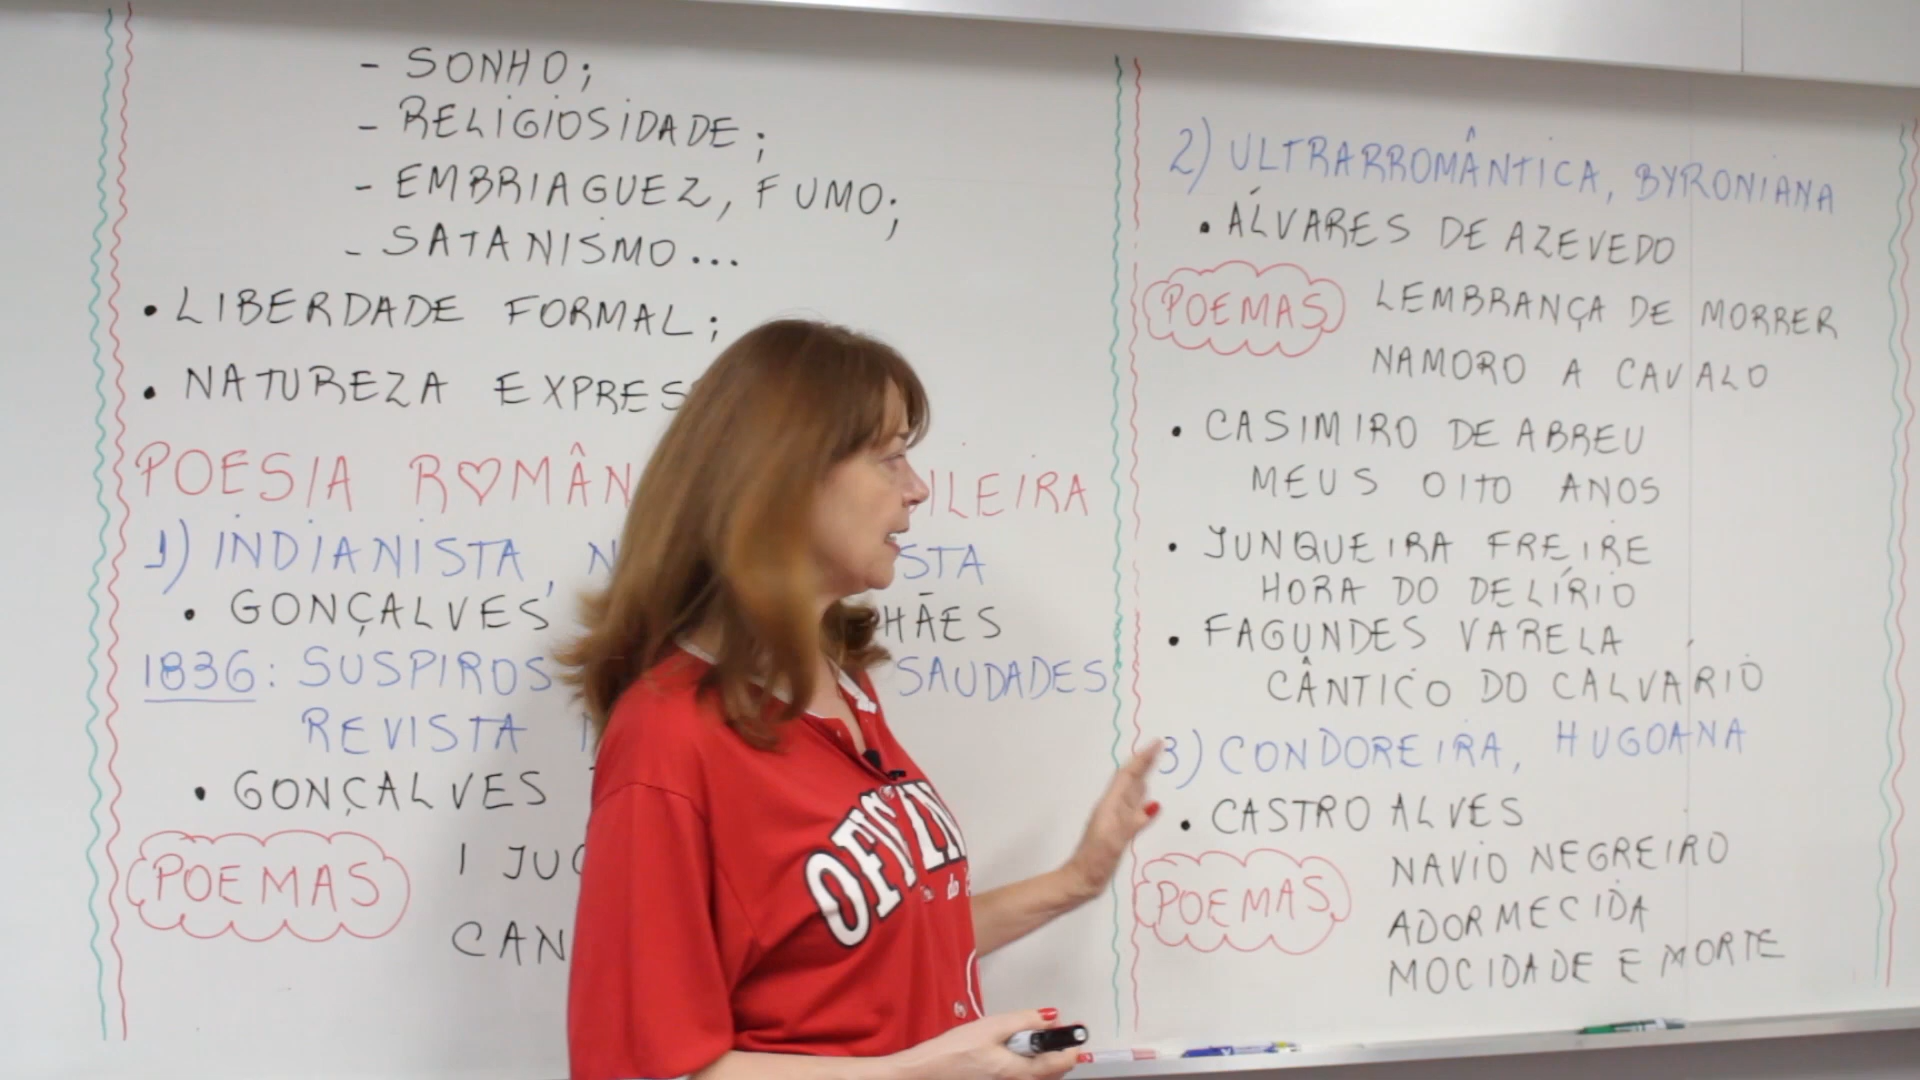 - SONHO;
- RELIGIOSIDADE;
- EMBRIAGUEZ, FUMO;
- SATANISMO...
• LIBERDADE FORMAL;
• NATUREZA EXPRES
POESIA ROMÂN ILEIRA
1) INDIANISTA, N STA
• GONÇALVES HÃES
1836: SUSPIROS SAUDADES
REVISTA
• GONÇALVES
POEMAS
I JUC
CAN
2) ULTRARROMÂNTICA, BYRONIANA
• ÁLVARES DE AZEVEDO
POEMAS LEMBRANÇA DE MORRER
NAMORO A CAVALO
• CASIMIRO DE ABREU
MEUS OITO ANOS
• JUNQUEIRA FREIRE
HORA DO DELÍRIO
• FAGUNDES VARELA
CÂNTICO DO CALVÁRIO
3) CONDOREIRA, HUGOANA
• CASTRO ALVES
POEMAS NAVIO NEGREIRO
ADORMECIDA
MOCIDADE E MORTE
OFICIN
do